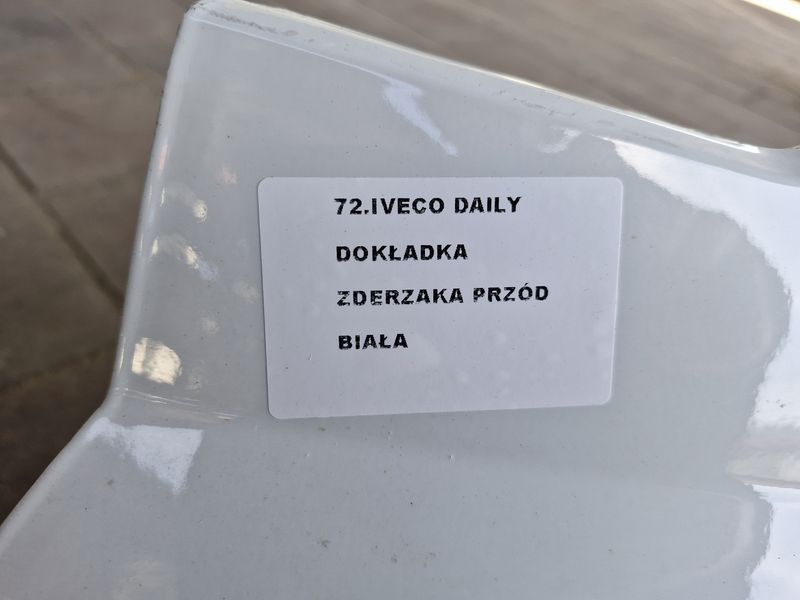 72.IVECO DAILY
DOKŁADKA
ZDERZAKA PRZÓD
BIAŁA